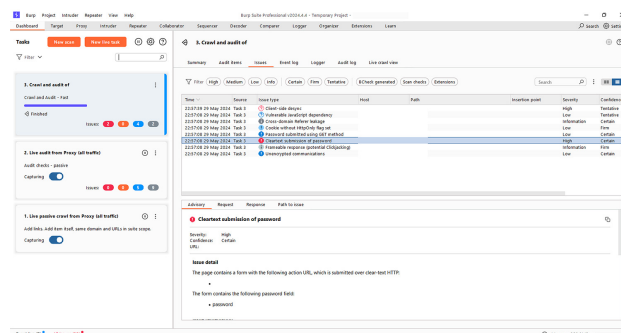 Burp Project Intruder Repeater View Help
Burp Suite Professional v2024.4.4 - Temporary Project -
Dashboard Target Proxy Intruder Repeater Collaborator Sequencer Decoder Comparer Logger Organizer Extensions Learn
Search
Tasks New scan New live task
Filter
3. Crawl and audit of
Crawl and Audit - Fast
Finished
Issues: 2 0 4 2
2. Live audit from Proxy (all traffic)
Audit checks - passive
Capturing
Issues:
1. Live passive crawl from Proxy (all traffic)
Add links. Add item itself, same domain and URLs in suite scope.
Capturing
3. Crawl and audit of
Summary Audit items Issues Event log Logger Audit log Live crawl view
Filter High Medium Low Info Certain Firm Tentative BCheck generated Scan checks Extensions Search
Time Source Issue type Host Path Insertion point Severity Confidence
22:57:59 29 May 2024 Task 3 Client-side desync High Tentative
22:57:08 29 May 2024 Task 3 Vulnerable JavaScript dependency Low Tentative
22:57:08 29 May 2024 Task 3 Cross-domain Referer leakage Information Certain
22:57:08 29 May 2024 Task 3 Cookie without HttpOnly flag set Low Firm
22:57:08 29 May 2024 Task 3 Password submitted using GET method Low Certain
22:57:08 29 May 2024 Task 3 Cleartext submission of password High Certain
22:57:08 29 May 2024 Task 3 Frameable response (potential Clickjacking) Information Firm
22:57:08 29 May 2024 Task 3 Unencrypted communications Low Certain
Advisory Request Response Path to issue
Cleartext submission of password
Severity: High
Confidence: Certain
URL:
Issue detail
The page contains a form with the following action URL, which is submitted over clear-text HTTP:
•
The form contains the following password field:
• password